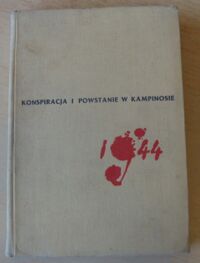 KONSPIRACJA I POWSTANIE W KAMPINOSIE
1944